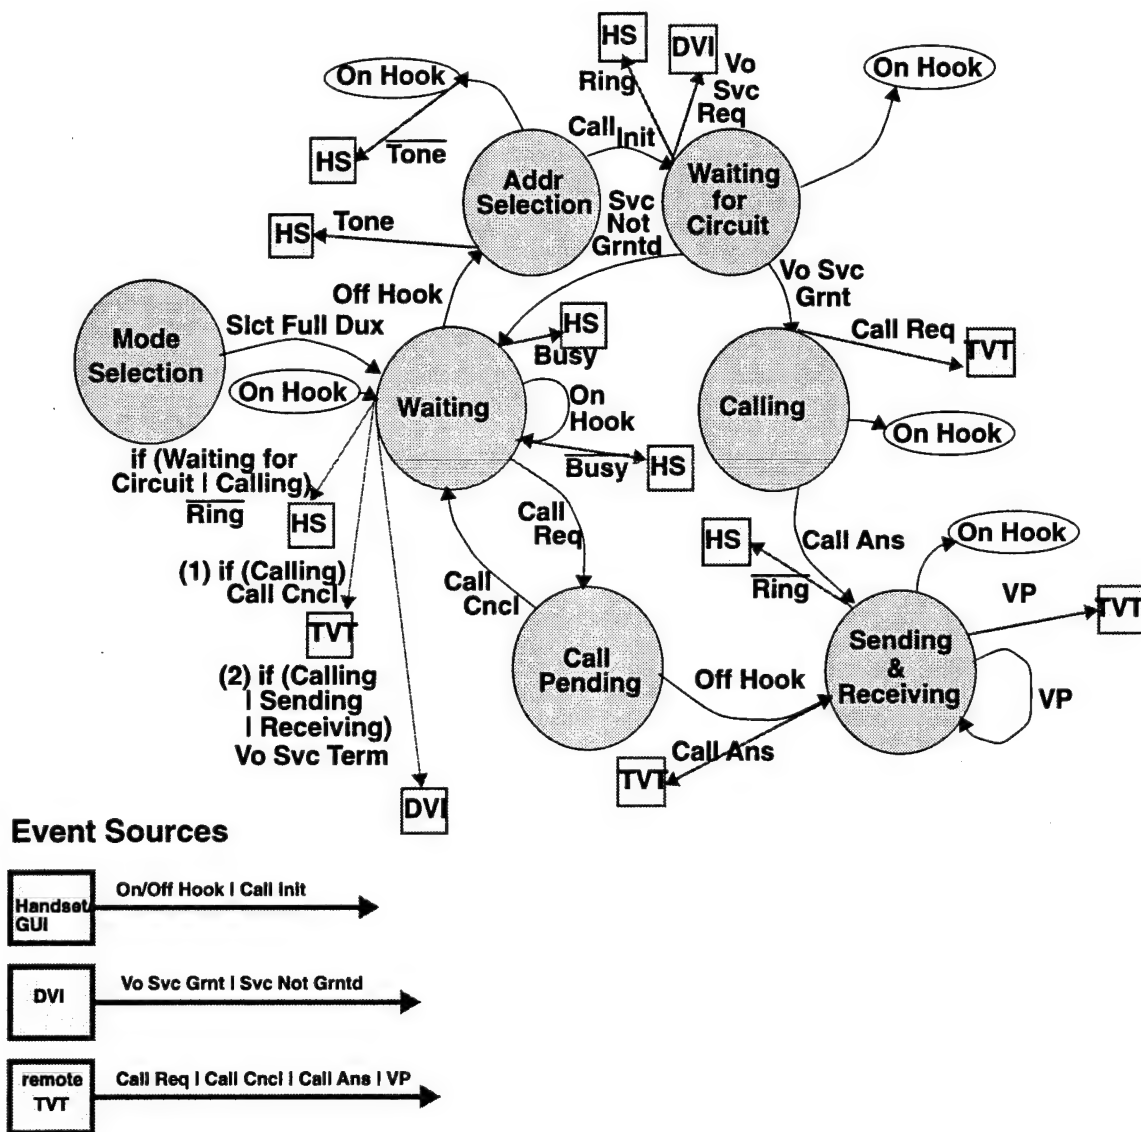 HS
DVI
On Hook
Ring
Vo
Svc
Req
On Hook
Call Init
HS
Tone
Addr
Selection
Waiting
for
Circuit
Svc
Not
Grntd
HS
Tone
Vo Svc
Grnt
Off Hook
Slct Full Dux
HS
Busy
Call Req
TVT
Mode
Selection
On Hook
Waiting
On
Hook
Calling
On Hook
Busy
HS
if (Waiting for
Circuit | Calling)
Ring
HS
Call
Req
HS
Call Ans
On Hook
Ring
(1) if (Calling)
Call Cncl
TVT
Call
Cncl
VP
TVT
Call
Pending
Off Hook
Sending
&
Receiving
VP
(2) if (Calling
| Sending
| Receiving)
Vo Svc Term
Call Ans
TVT
DVI
Event Sources
Handset/
GUI
On/Off Hook | Call Init
DVI
Vo Svc Grnt | Svc Not Grntd
remote
TVT
Call Req | Call Cncl | Call Ans | VP